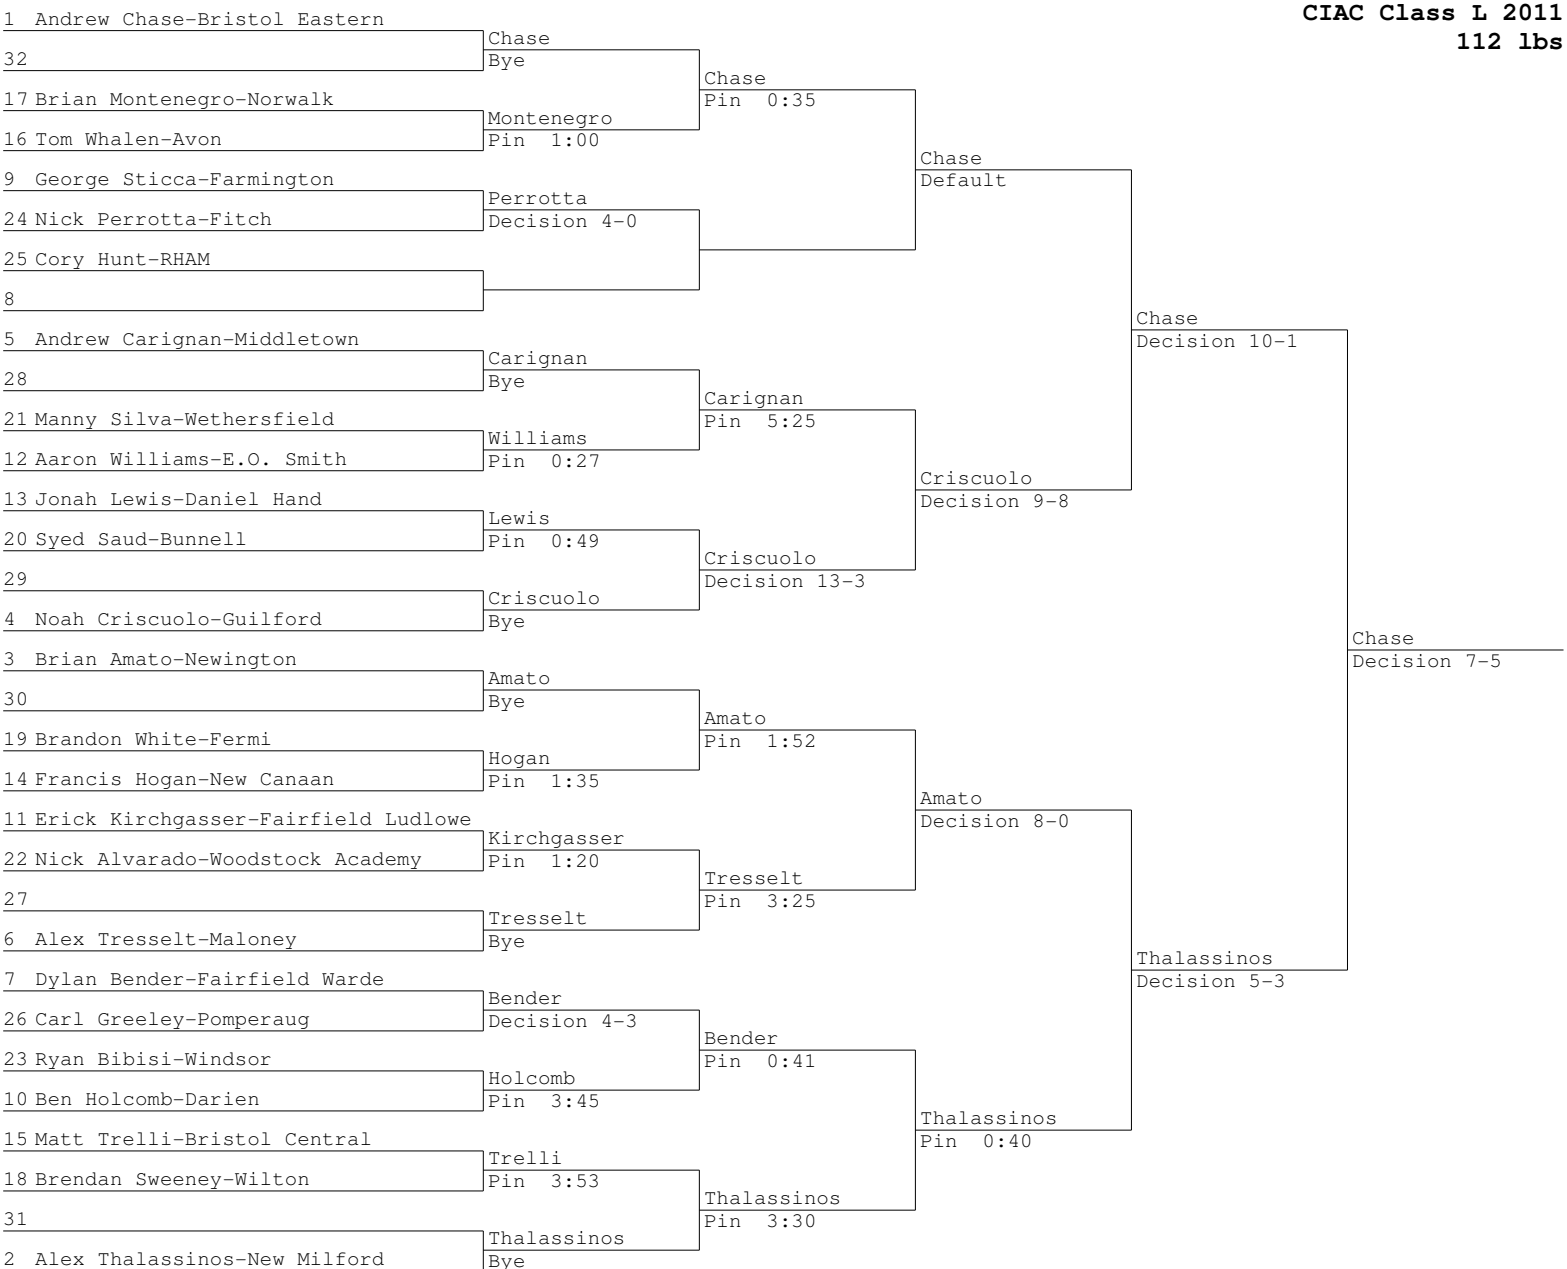 CIAC Class L 2011
112 lbs
1 Andrew Chase-Bristol Eastern
Chase
32
Bye
Chase
17 Brian Montenegro-Norwalk
Pin 0:35
Montenegro
16 Tom Whalen-Avon
Pin 1:00
Chase
9 George Sticca-Farmington
Default
Perrotta
24 Nick Perrotta-Fitch
Decision 4-0
25 Cory Hunt-RHAM
8
Chase
5 Andrew Carignan-Middletown
Decision 10-1
Carignan
28
Bye
Carignan
21 Manny Silva-Wethersfield
Pin 5:25
Williams
12 Aaron Williams-E.O. Smith
Pin 0:27
Criscuolo
13 Jonah Lewis-Daniel Hand
Decision 9-8
Lewis
20 Syed Saud-Bunnell
Pin 0:49
Criscuolo
29
Decision 13-3
Criscuolo
4 Noah Criscuolo-Guilford
Bye
Chase
3 Brian Amato-Newington
Decision 7-5
Amato
30
Bye
Amato
19 Brandon White-Fermi
Pin 1:52
Hogan
14 Francis Hogan-New Canaan
Pin 1:35
Amato
11 Erick Kirchgasser-Fairfield Ludlowe
Decision 8-0
Kirchgasser
22 Nick Alvarado-Woodstock Academy
Pin 1:20
Tresselt
27
Pin 3:25
Tresselt
6 Alex Tresselt-Maloney
Bye
Thalassinos
7 Dylan Bender-Fairfield Warde
Decision 5-3
Bender
26 Carl Greeley-Pomperaug
Decision 4-3
Bender
23 Ryan Bibisi-Windsor
Pin 0:41
Holcomb
10 Ben Holcomb-Darien
Pin 3:45
Thalassinos
15 Matt Trelli-Bristol Central
Pin 0:40
Trelli
18 Brendan Sweeney-Wilton
Pin 3:53
Thalassinos
31
Pin 3:30
Thalassinos
2 Alex Thalassinos-New Milford
Bye